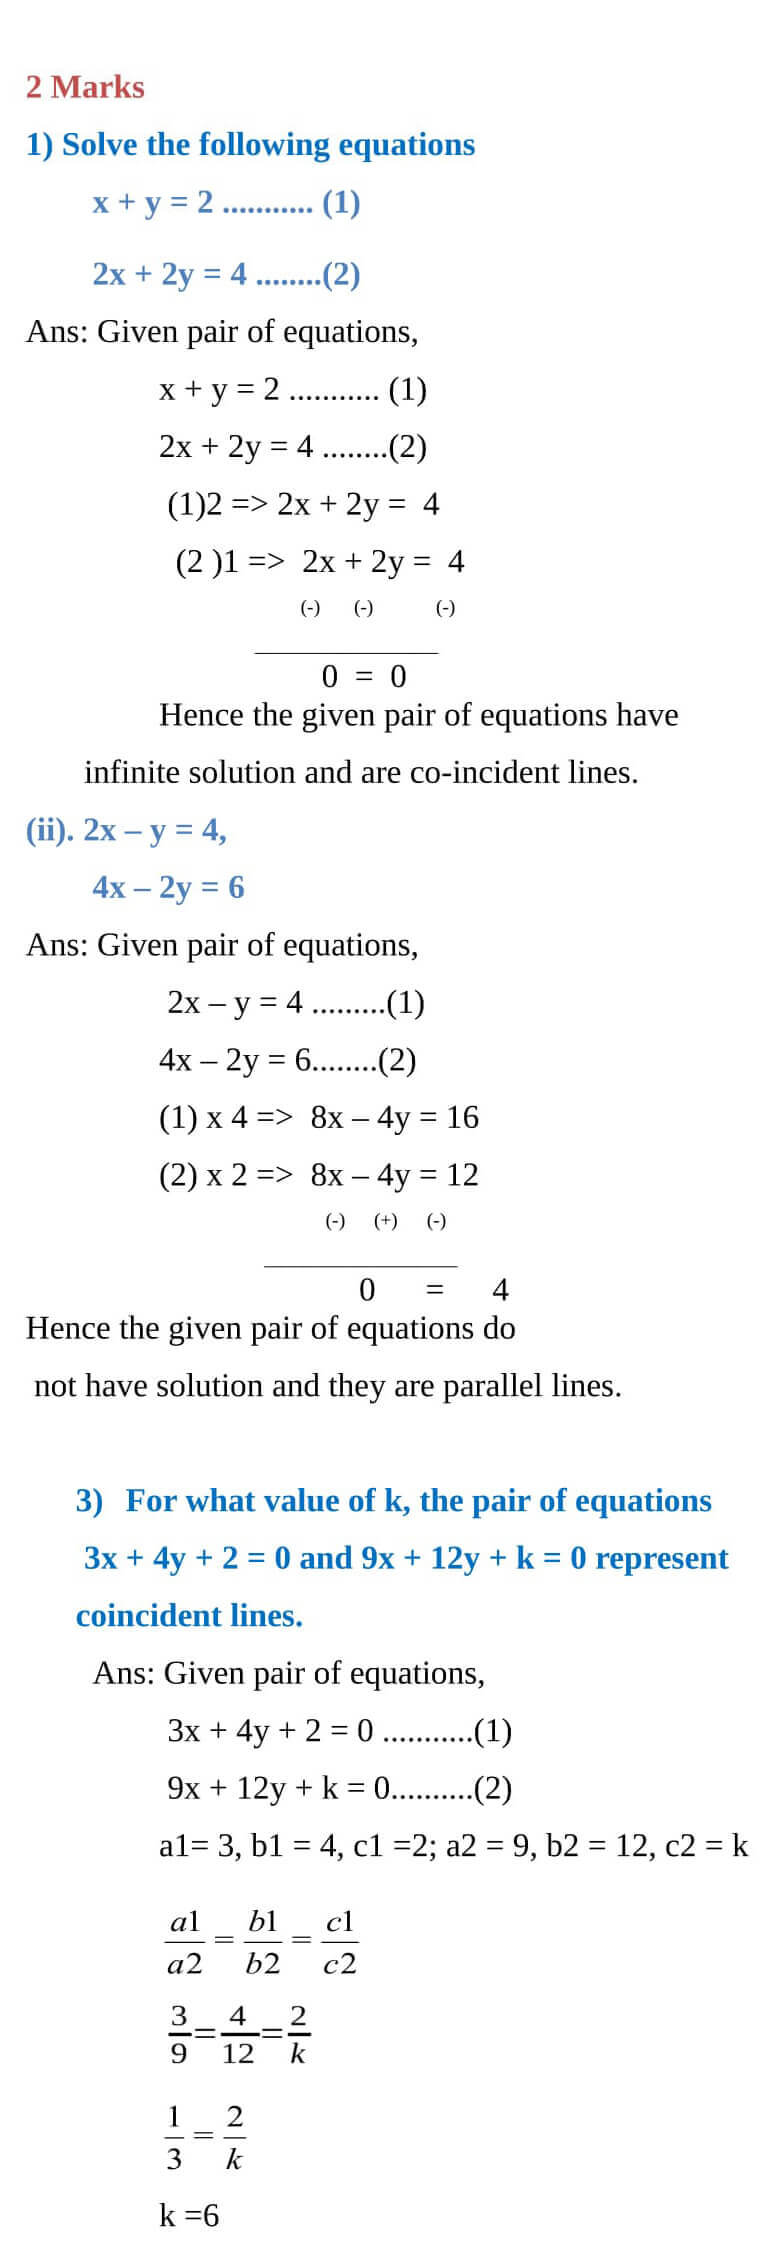 2 Marks
1) Solve the following equations
x + y = 2 ........... (1)
2x + 2y = 4 ........(2)
Ans: Given pair of equations,
x + y = 2 ........... (1)
2x + 2y = 4 ........(2)
(1)2 => 2x + 2y = 4
(2 )1 => 2x + 2y = 4
(-) (-) (-)
0 = 0
Hence the given pair of equations have
infinite solution and are co-incident lines.
(ii). 2x – y = 4,
4x – 2y = 6
Ans: Given pair of equations,
2x – y = 4 .........(1)
4x – 2y = 6........(2)
(1) x 4 => 8x – 4y = 16
(2) x 2 => 8x – 4y = 12
(-) (+) (-)
0 = 4
Hence the given pair of equations do
not have solution and they are parallel lines.
3) For what value of k, the pair of equations
3x + 4y + 2 = 0 and 9x + 12y + k = 0 represent
coincident lines.
Ans: Given pair of equations,
3x + 4y + 2 = 0 ...........(1)
9x + 12y + k = 0..........(2)
a1= 3, b1 = 4, c1 =2; a2 = 9, b2 = 12, c2 = k
a1/a2 = b1/b2 = c1/c2
3/9 = 4/12 = 2/k
1/3 = 2/k
k =6